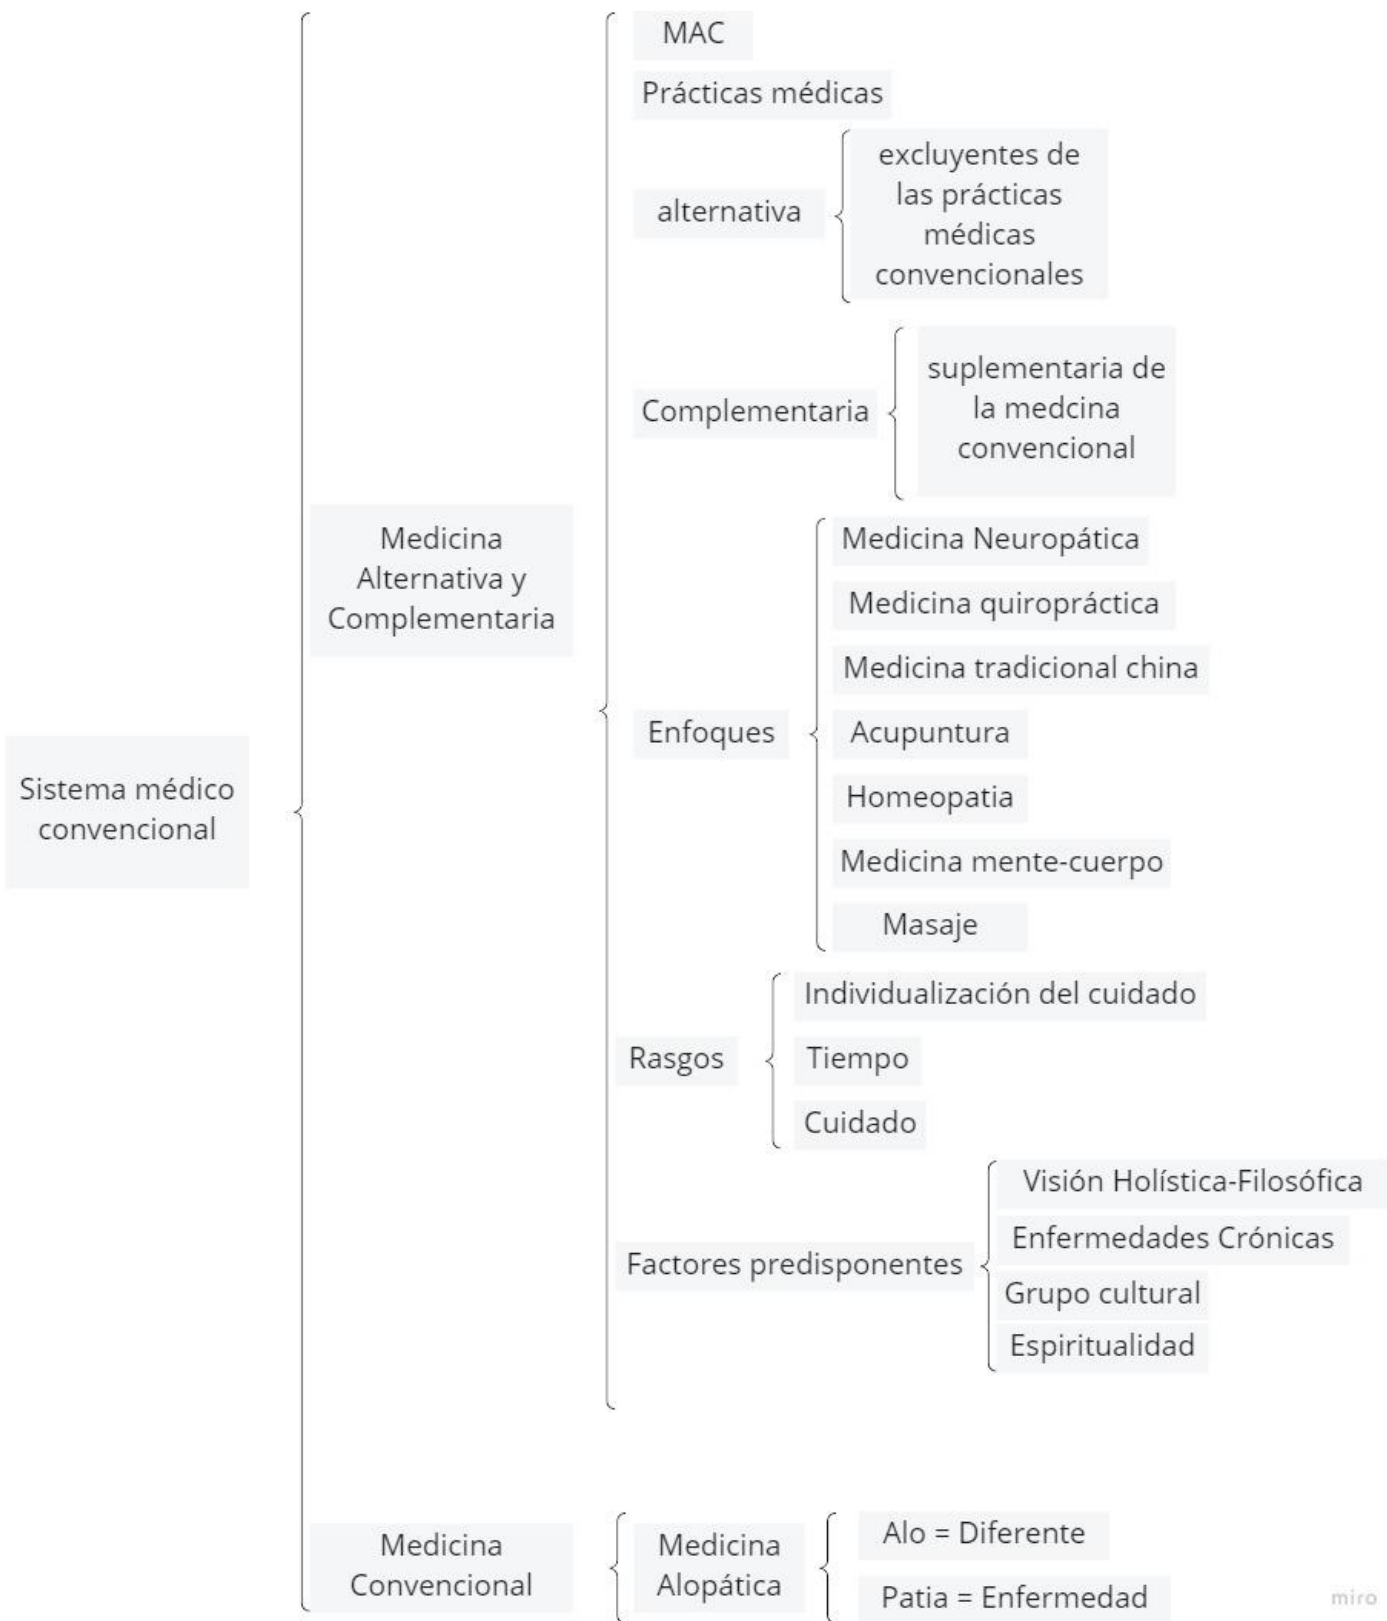 MAC
Prácticas médicas
alternativa
excluyentes de
las prácticas
médicas
convencionales
Complementaria
suplementaria de
la medcina
convencional
Medicina
Alternativa y
Complementaria
Enfoques
Medicina Neuropática
Medicina quiropráctica
Medicina tradicional china
Acupuntura
Homeopatia
Medicina mente-cuerpo
Masaje
Sistema médico
convencional
Rasgos
Individualización del cuidado
Tiempo
Cuidado
Factores predisponentes
Visión Holística-Filosófica
Enfermedades Crónicas
Grupo cultural
Espiritualidad
Medicina
Convencional
Medicina
Alopática
Alo = Diferente
Patia = Enfermedad
miro